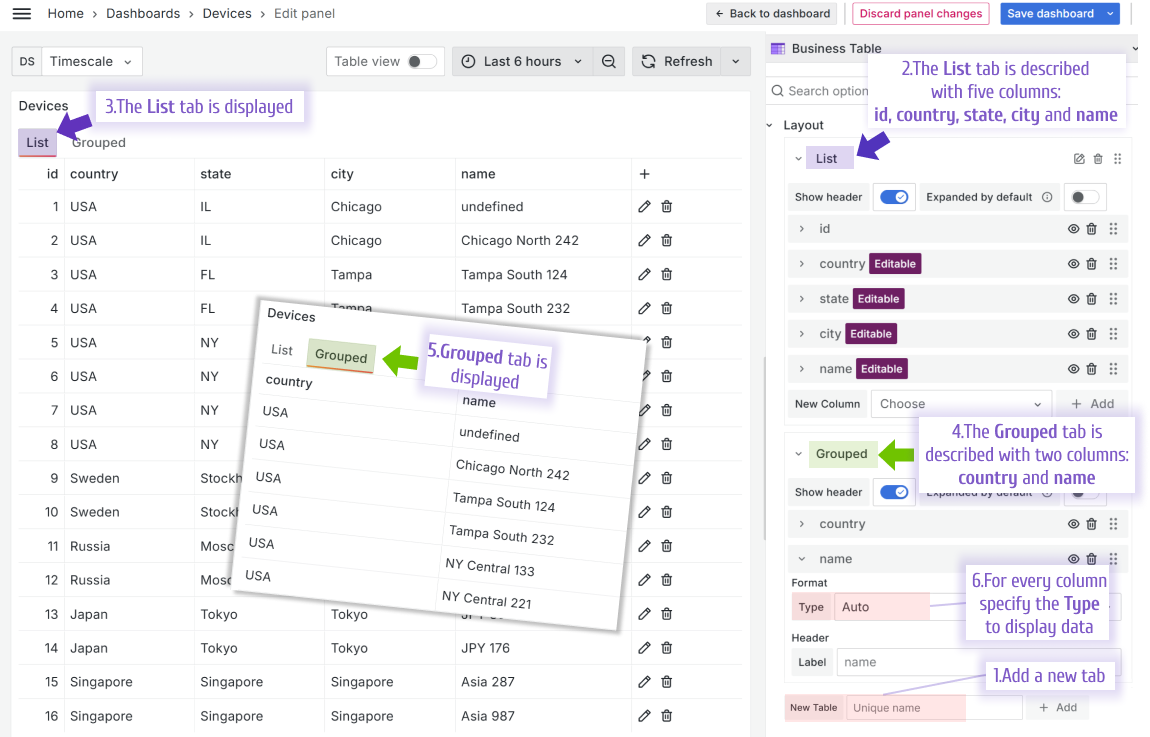 Home › Dashboards › Devices › Edit panel
← Back to dashboard
Discard panel changes
Save dashboard
DS Timescale
Table view
Last 6 hours
Refresh
Devices
3.The List tab is displayed
List Grouped
id country state city name +
1 USA IL Chicago undefined
2 USA IL Chicago Chicago North 242
3 USA FL Tampa Tampa South 124
4 USA FL Tampa Tampa South 232
5 USA NY
6 USA NY
7 USA NY
8 USA NY
9 Sweden
10 Sweden
11 Russia
12 Russia
13 Japan Tokyo Tokyo
14 Japan Tokyo Tokyo JPY 176
15 Singapore Singapore Singapore Asia 287
16 Singapore Singapore Singapore Asia 987
Devices
List Grouped
5.Grouped tab is
displayed
country name
USA undefined
USA Chicago North 242
USA Tampa South 124
USA Tampa South 232
USA NY Central 133
USA NY Central 221
Business Table
Search option
2.The List tab is described
with five columns:
id, country, state, city and name
Layout
List
Show header
Expanded by default
id
country Editable
state Editable
city Editable
name Editable
New Column Choose + Add
Grouped
4.The Grouped tab is
described with two columns:
country and name
Show header
Expanded by default
country
name
Format
Type Auto
6.For every column
specify the Type
to display data
Header
Label name
1.Add a new tab
New Table Unique name + Add